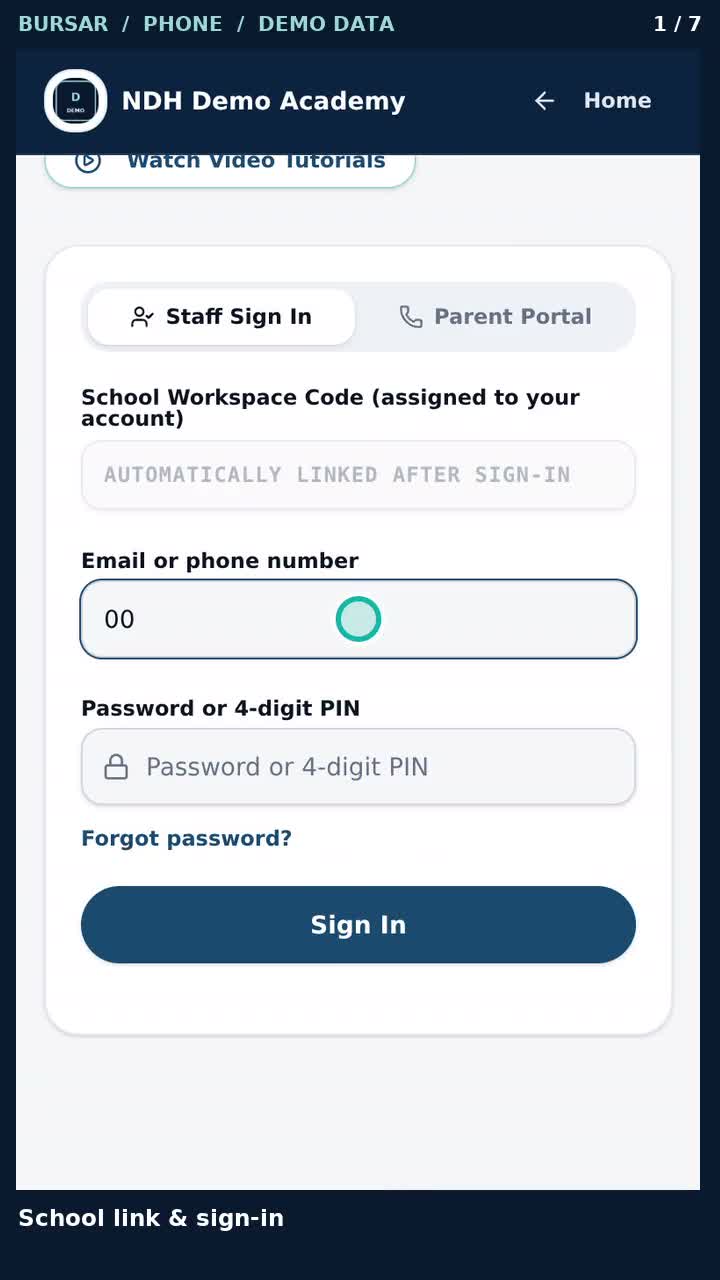 BURSAR / PHONE / DEMO DATA
1 / 7
D
DEMO
NDH Demo Academy
Home
Watch Video Tutorials
Staff Sign In
Parent Portal
School Workspace Code (assigned to your
account)
AUTOMATICALLY LINKED AFTER SIGN-IN
Email or phone number
00
Password or 4-digit PIN
Password or 4-digit PIN
Forgot password?
Sign In
School link & sign-in